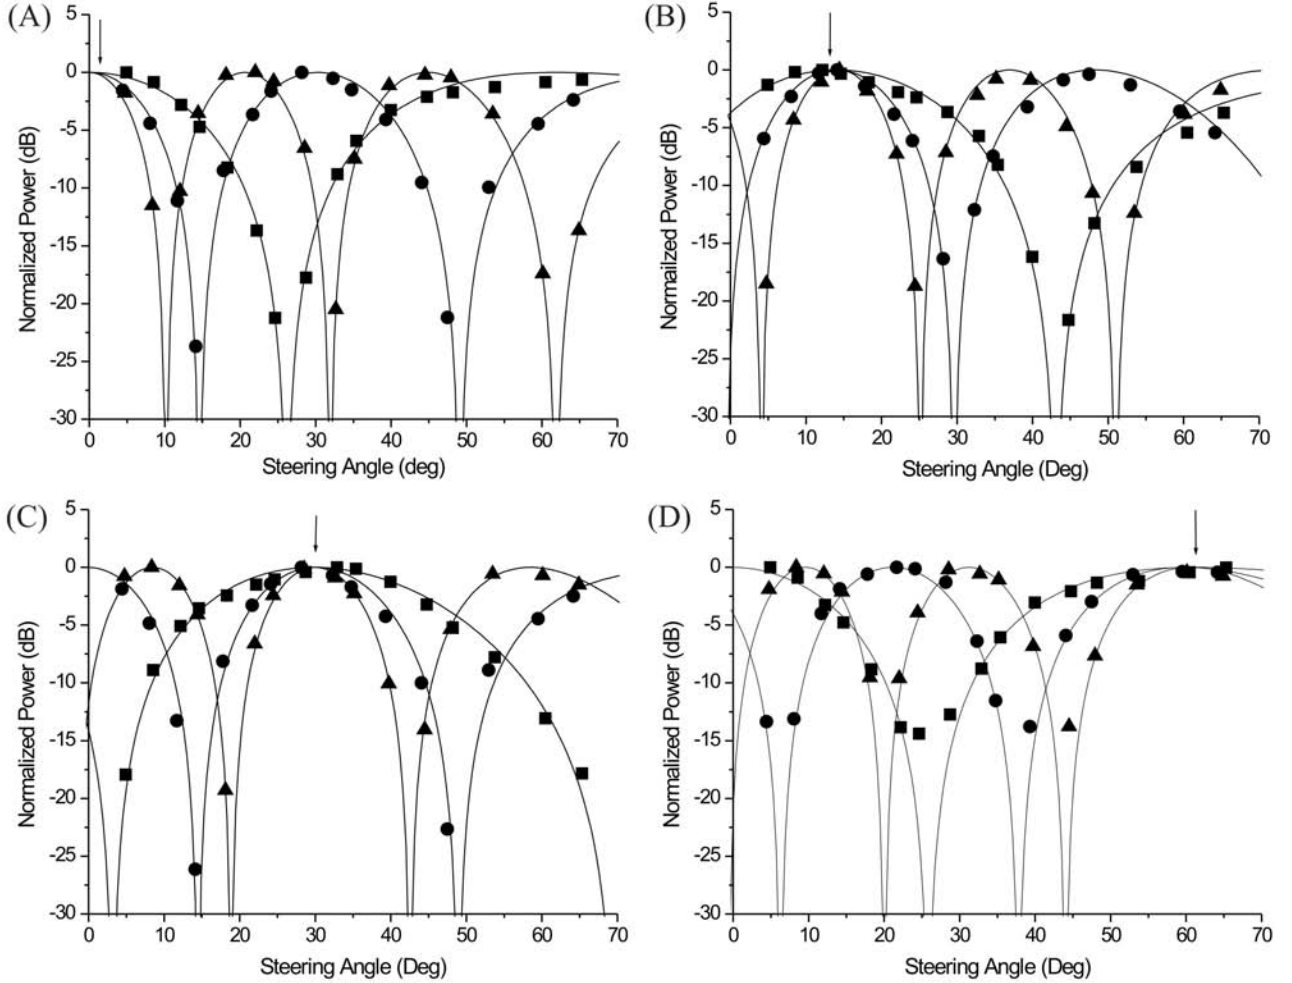 (A)
5
0
-5
-10
-15
-20
-25
-30
Normalized Power (dB)
0 10 20 30 40 50 60 70
Steering Angle (deg)
(B)
5
0
-5
-10
-15
-20
-25
-30
Normailzed Power (dB)
0 10 20 30 40 50 60 70
Steering Angle (Deg)
(C)
5
0
-5
-10
-15
-20
-25
-30
Normalized Power (dB)
0 10 20 30 40 50 60 70
Steering Angle (Deg)
(D)
5
0
-5
-10
-15
-20
-25
-30
Normalized Power (dB)
0 10 20 30 40 50 60 70
Steering Angle (Deg)